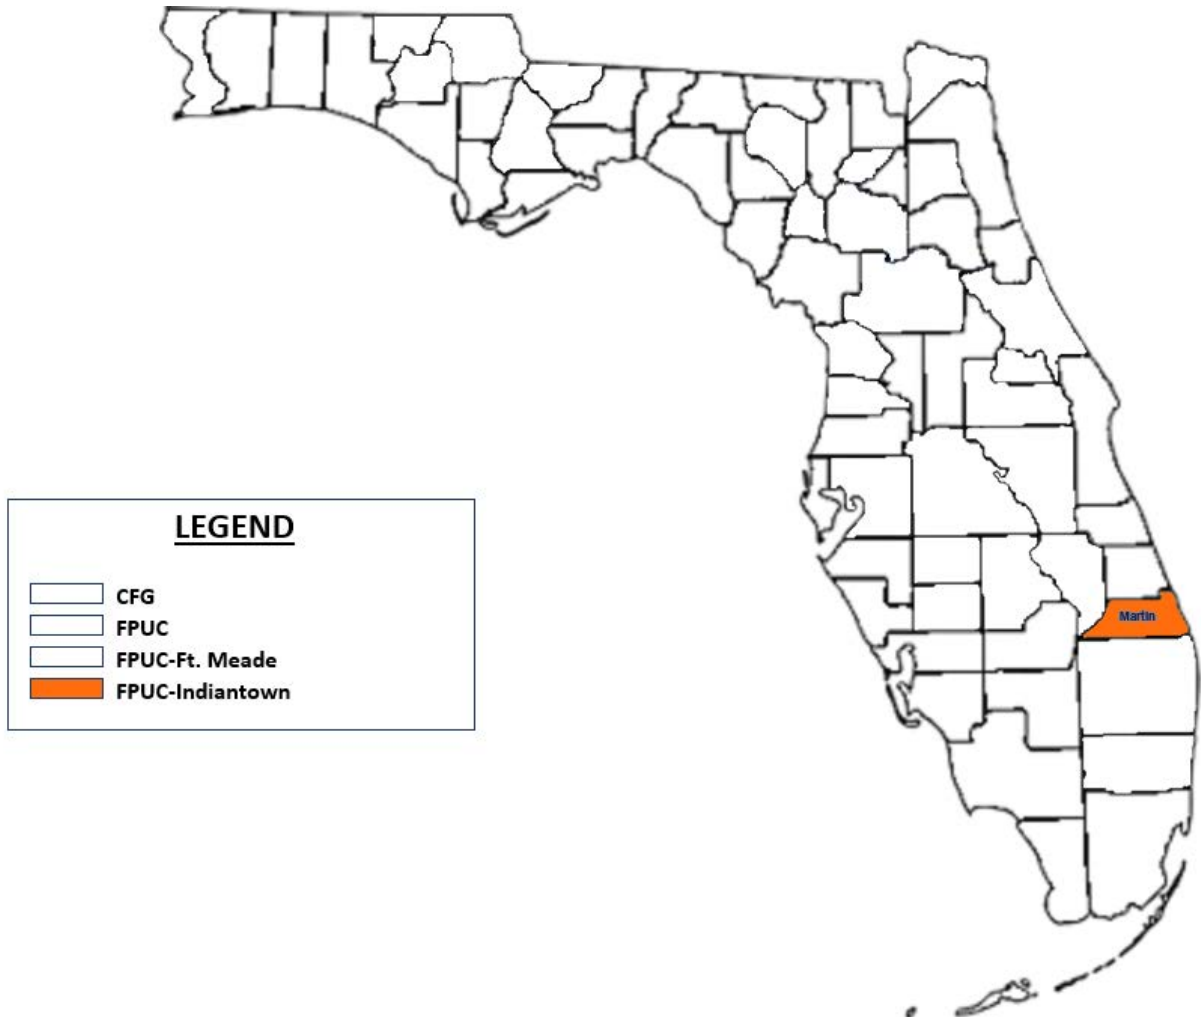 LEGEND
CFG
FPUC
FPUC-Ft. Meade
FPUC-Indiantown
Martin